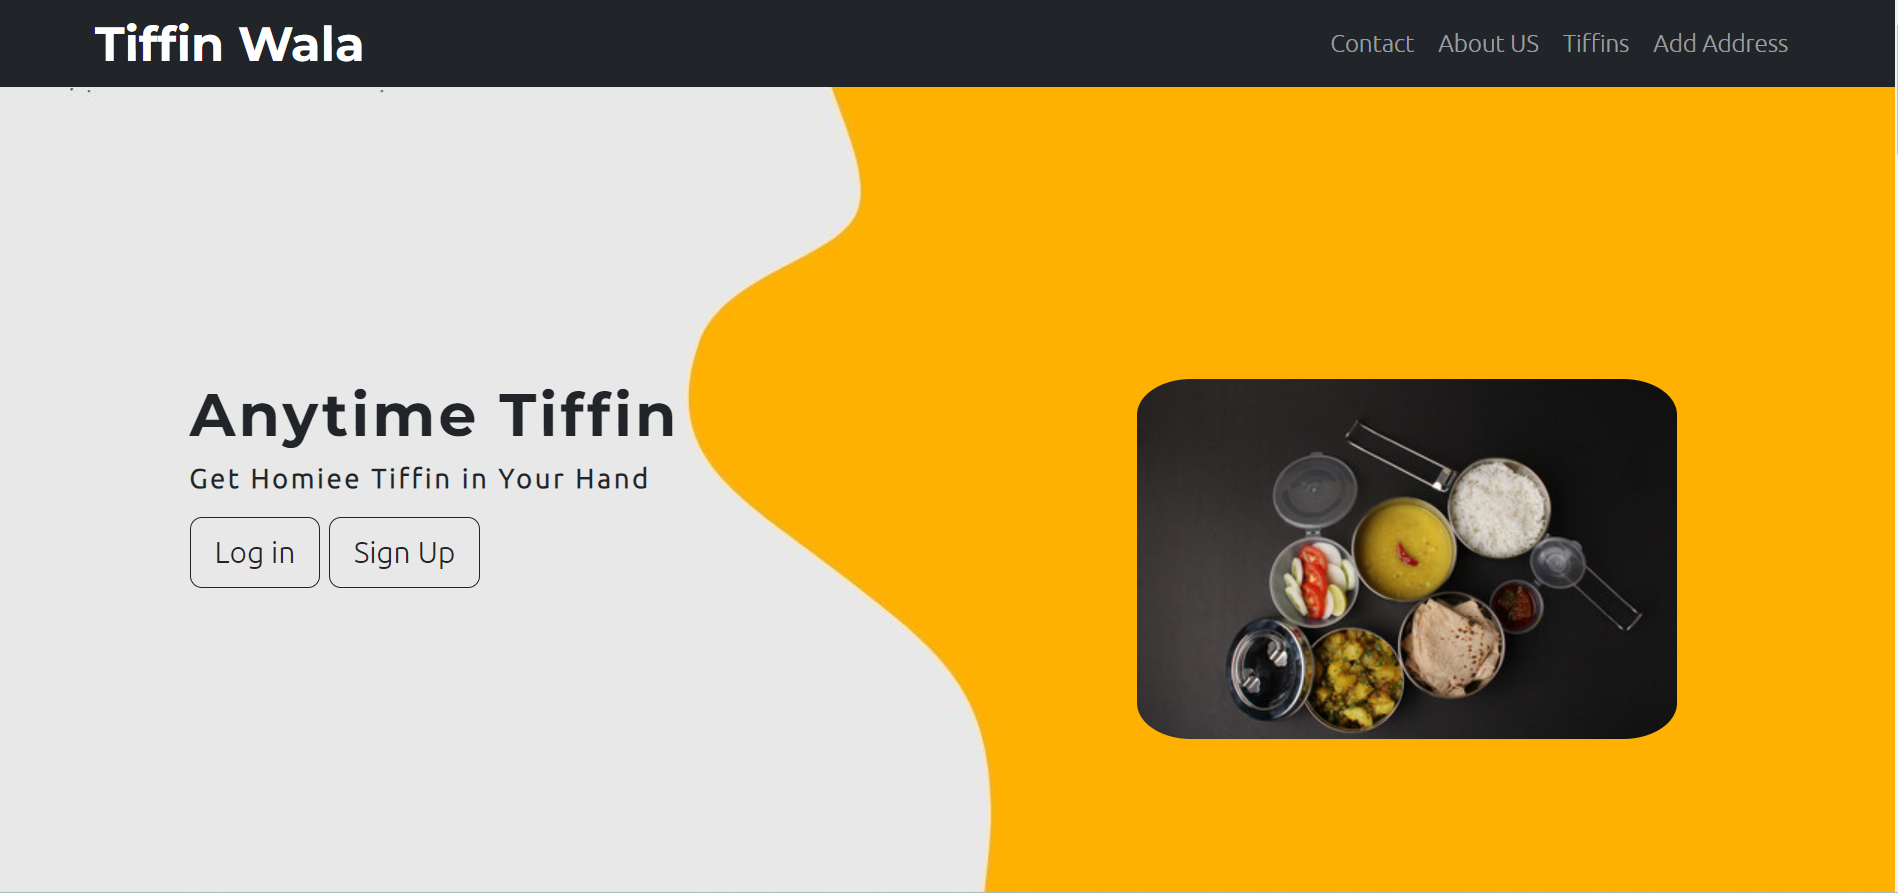 Tiffin Wala
Contact About US Tiffins Add Address
Anytime Tiffin
Get Homiee Tiffin in Your Hand
Log in Sign Up